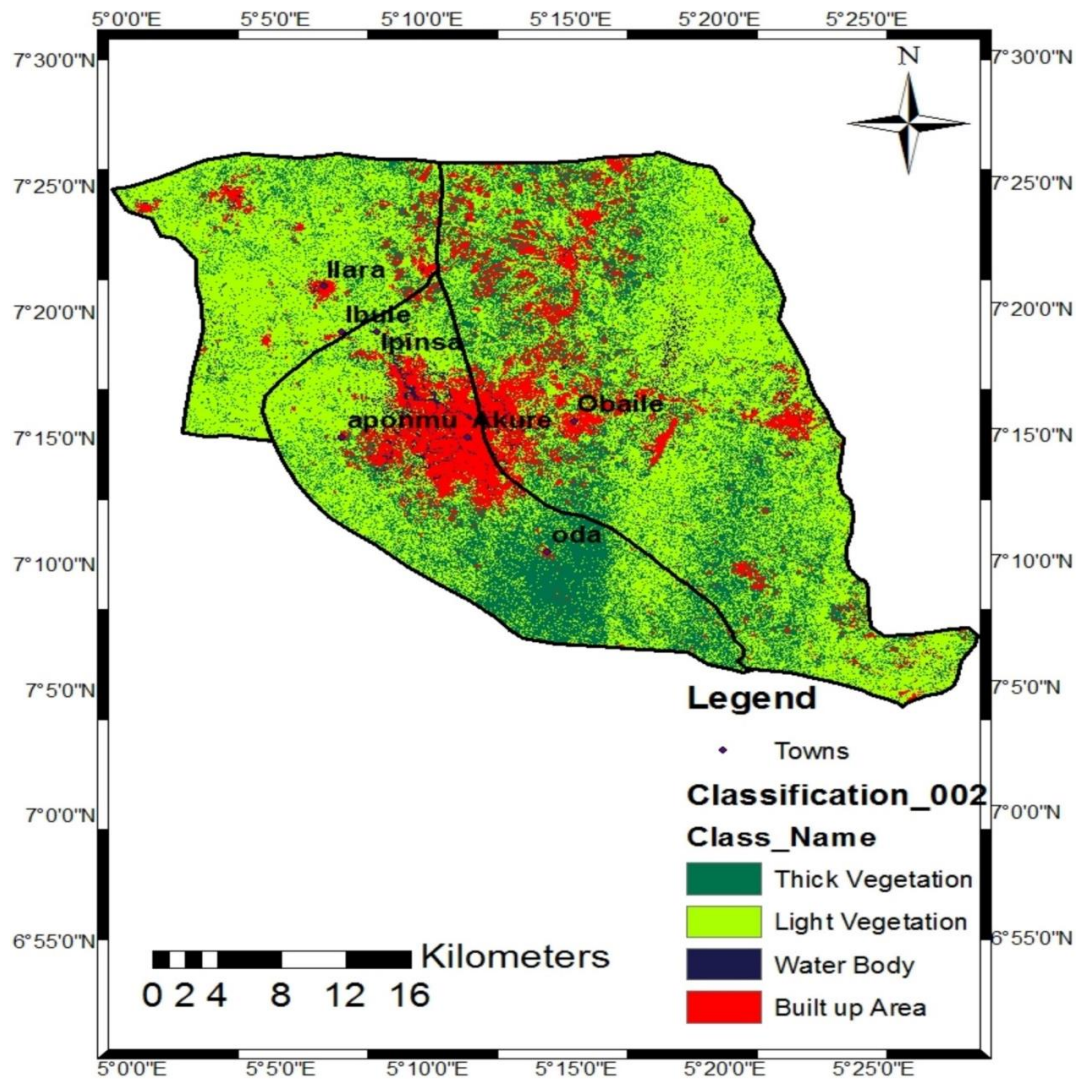 5°0'0"E 5°5'0"E 5°10'0"E 5°15'0"E 5°20'0"E 5°25'0"E
7°30'0"N 7°30'0"N
N
7°25'0"N 7°25'0"N
Ilara
7°20'0"N 7°20'0"N
Ibule
Ipinsa
Obaile
aponmu Akure
7°15'0"N 7°15'0"N
oda
7°10'0"N 7°10'0"N
7°5'0"N 7°5'0"N
Legend
Towns
Classification_002
7°0'0"N 7°0'0"N
Class_Name
Thick Vegetation
Light Vegetation
6°55'0"N 6°55'0"N
Kilometers
Water Body
0 2 4 8 12 16
Built up Area
5°0'0"E 5°5'0"E 5°10'0"E 5°15'0"E 5°20'0"E 5°25'0"E